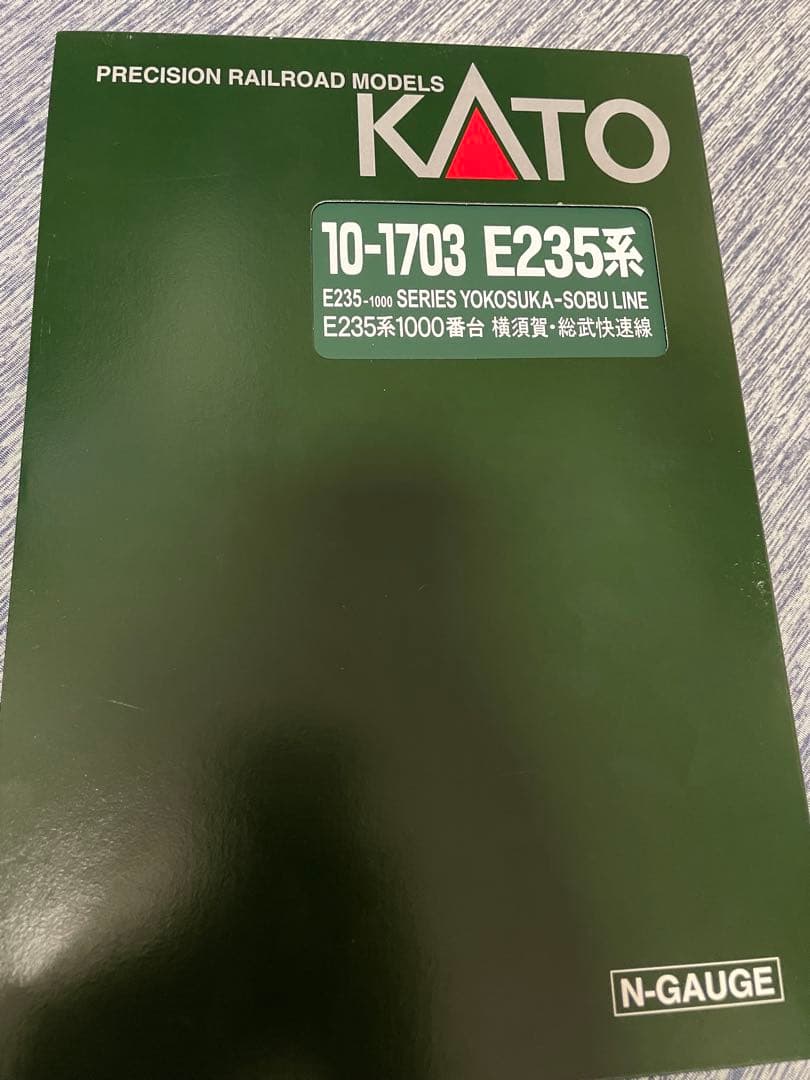 PRECISION RAILROAD MODELS
KATO
10-1703 E235系
E235-1000 SERIES YOKOSUKA-SOBU LINE
E235系1000番台 横須賀・総武快速線
N-GAUGE